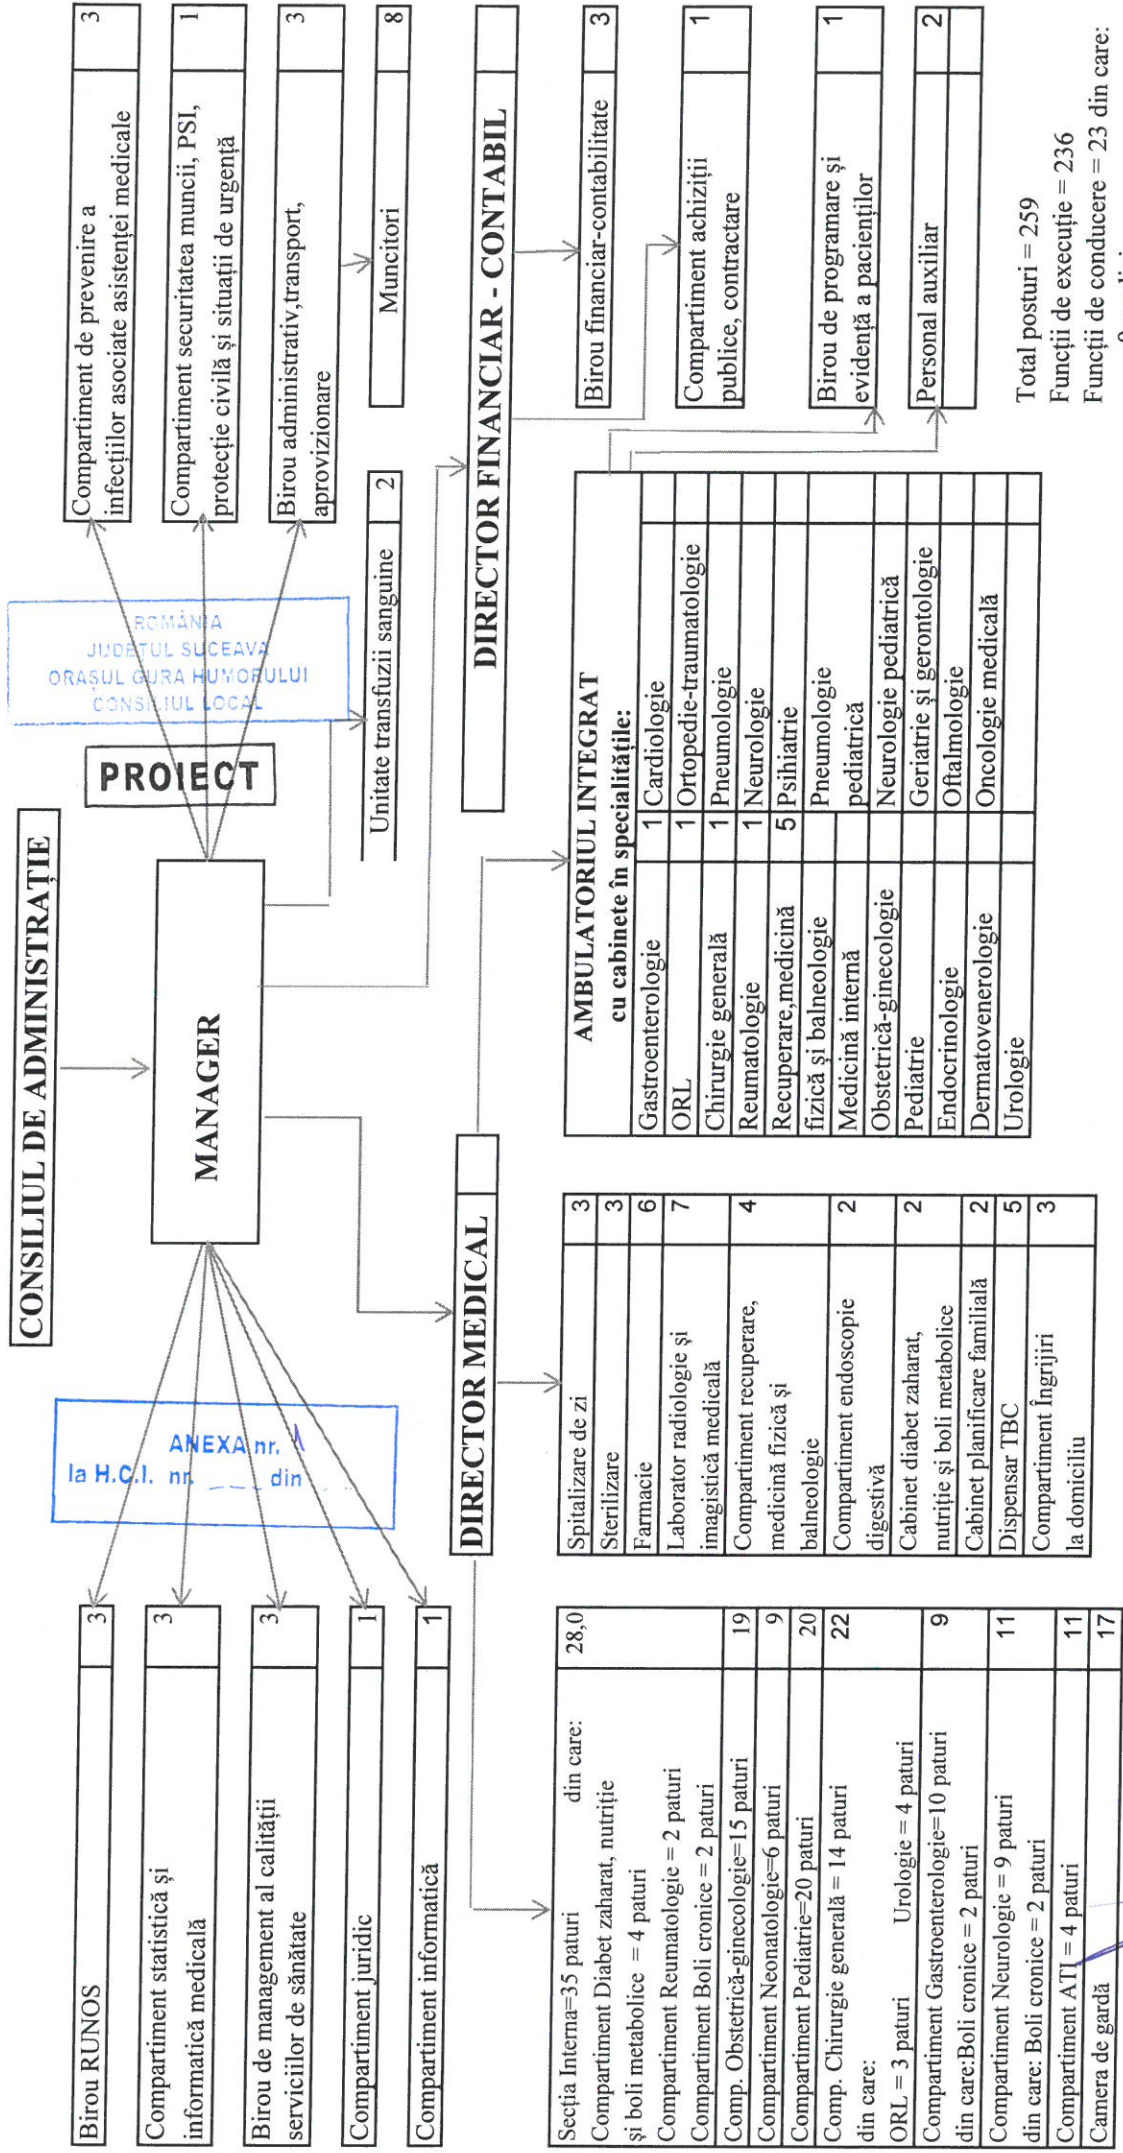 CONSILIUL DE ADMINISTRAȚIE
PROIECT
ROMÂNIA
JUDEȚUL SUCEAVA
ORAȘUL GURA HUMORULUI
CONSILIUL LOCAL
ANEXA nr. 1
la H.C.l. nr. ____ din
MANAGER
Birou RUNOS 3
Compartiment statistică și
informatică medicală 3
Birou de management al calității
serviciilor de sănătate 3
Compartiment juridic 1
Compartiment informatică 1
Compartiment de prevenire a
infecțiilor asociate asistenței medicale 3
Compartiment securitatea muncii, PSI,
protecție civilă și situații de urgență 1
Birou administrativ,transport,
aprovizionare 3
Muncitori 8
Unitate transfuzii sanguine 2
DIRECTOR MEDICAL
DIRECTOR FINANCIAR - CONTABIL
Secția Interna=35 paturi din care: 28,0
Compartiment Diabet zaharat, nutriție
și boli metabolice = 4 paturi
Compartiment Reumatologie = 2 paturi
Compartiment Boli cronice = 2 paturi
Comp. Obstetrică-ginecologie=15 paturi 19
Compartiment Neonatologie=6 paturi 9
Compartiment Pediatrie=20 paturi 20
Comp. Chirurgie generală = 14 paturi 22
din care:
ORL = 3 paturi Urologie = 4 paturi
Compartiment Gastroenterologie=10 paturi 9
din care:Boli cronice = 2 paturi
Compartiment Neurologie = 9 paturi 11
din care: Boli cronice = 2 paturi
Compartiment ATI = 4 paturi 11
Camera de gardă 17
Spitalizare de zi 3
Sterilizare 3
Farmacie 6
Laborator radiologie și 7
imagistică medicală
Compartiment recuperare, 4
medicină fizică și
balneologie
Compartiment endoscopie 2
digestivă
Cabinet diabet zaharat, 2
nutriție și boli metabolice
Cabinet planificare familială 2
Dispensar TBC 5
Compartiment Îngrijiri 3
la domiciliu
AMBULATORIUL INTEGRAT
cu cabinete în specialitățile:
Gastroenterologie 1 Cardiologie
ORL 1 Ortopedie-traumatologie
Chirurgie generală 1 Pneumologie
Reumatologie 1 Neurologie
Recuperare,medicină 5 Psihiatrie
fizică și balneologie Pneumologie
Medicină internă pediatrică
Obstetrică-ginecologie Neurologie pediatrică
Pediatrie Geriatrie și gerontologie
Endocrinologie Oftalmologie
Dermatovenerologie Oncologie medicală
Urologie
Birou financiar-contabilitate 3
Compartiment achiziții 1
publice, contractare
Birou de programare și 1
evidență a pacienților
Personal auxiliar 2
Total posturi = 259
Funcții de execuție = 236
Funcții de conducere = 23 din care: